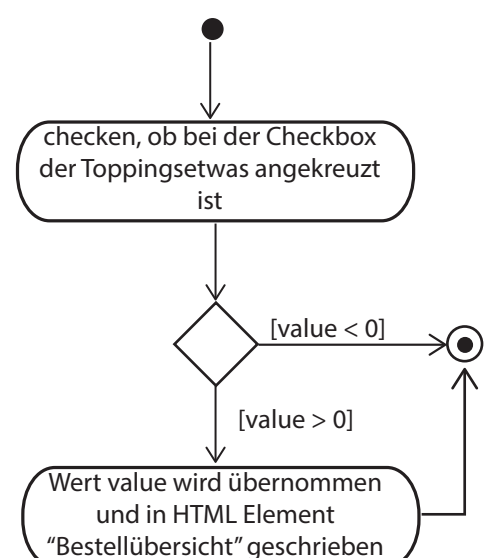 checken, ob bei der Checkbox
der Toppingsetwas angekreuzt
ist
[value < 0]
[value > 0]
Wert value wird übernommen
und in HTML Element
“Bestellübersicht” geschrieben